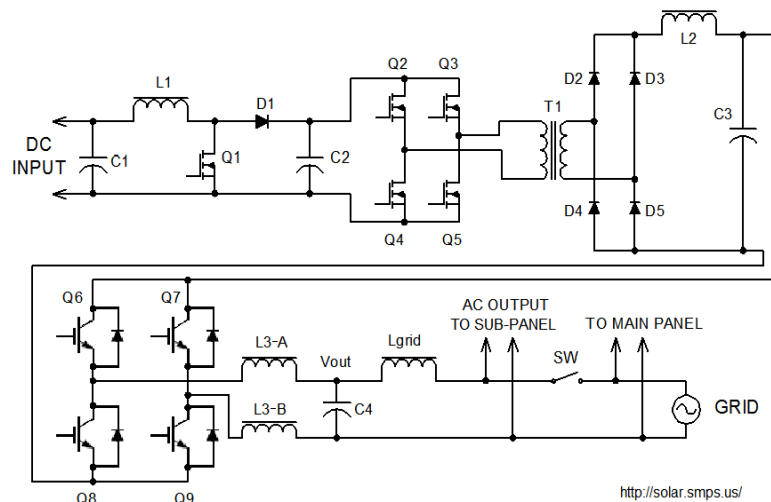 L2
Q2 Q3
L1
D2 D3
D1
T1
C3
DC
INPUT
C1
Q1
C2
D4 D5
Q4 Q5
Q6 Q7
AC OUTPUT
TO SUB-PANEL
TO MAIN PANEL
L3-A
Vout
Lgrid
SW
C4
GRID
L3-B
Q8 Q9
http://solar.smps.us/